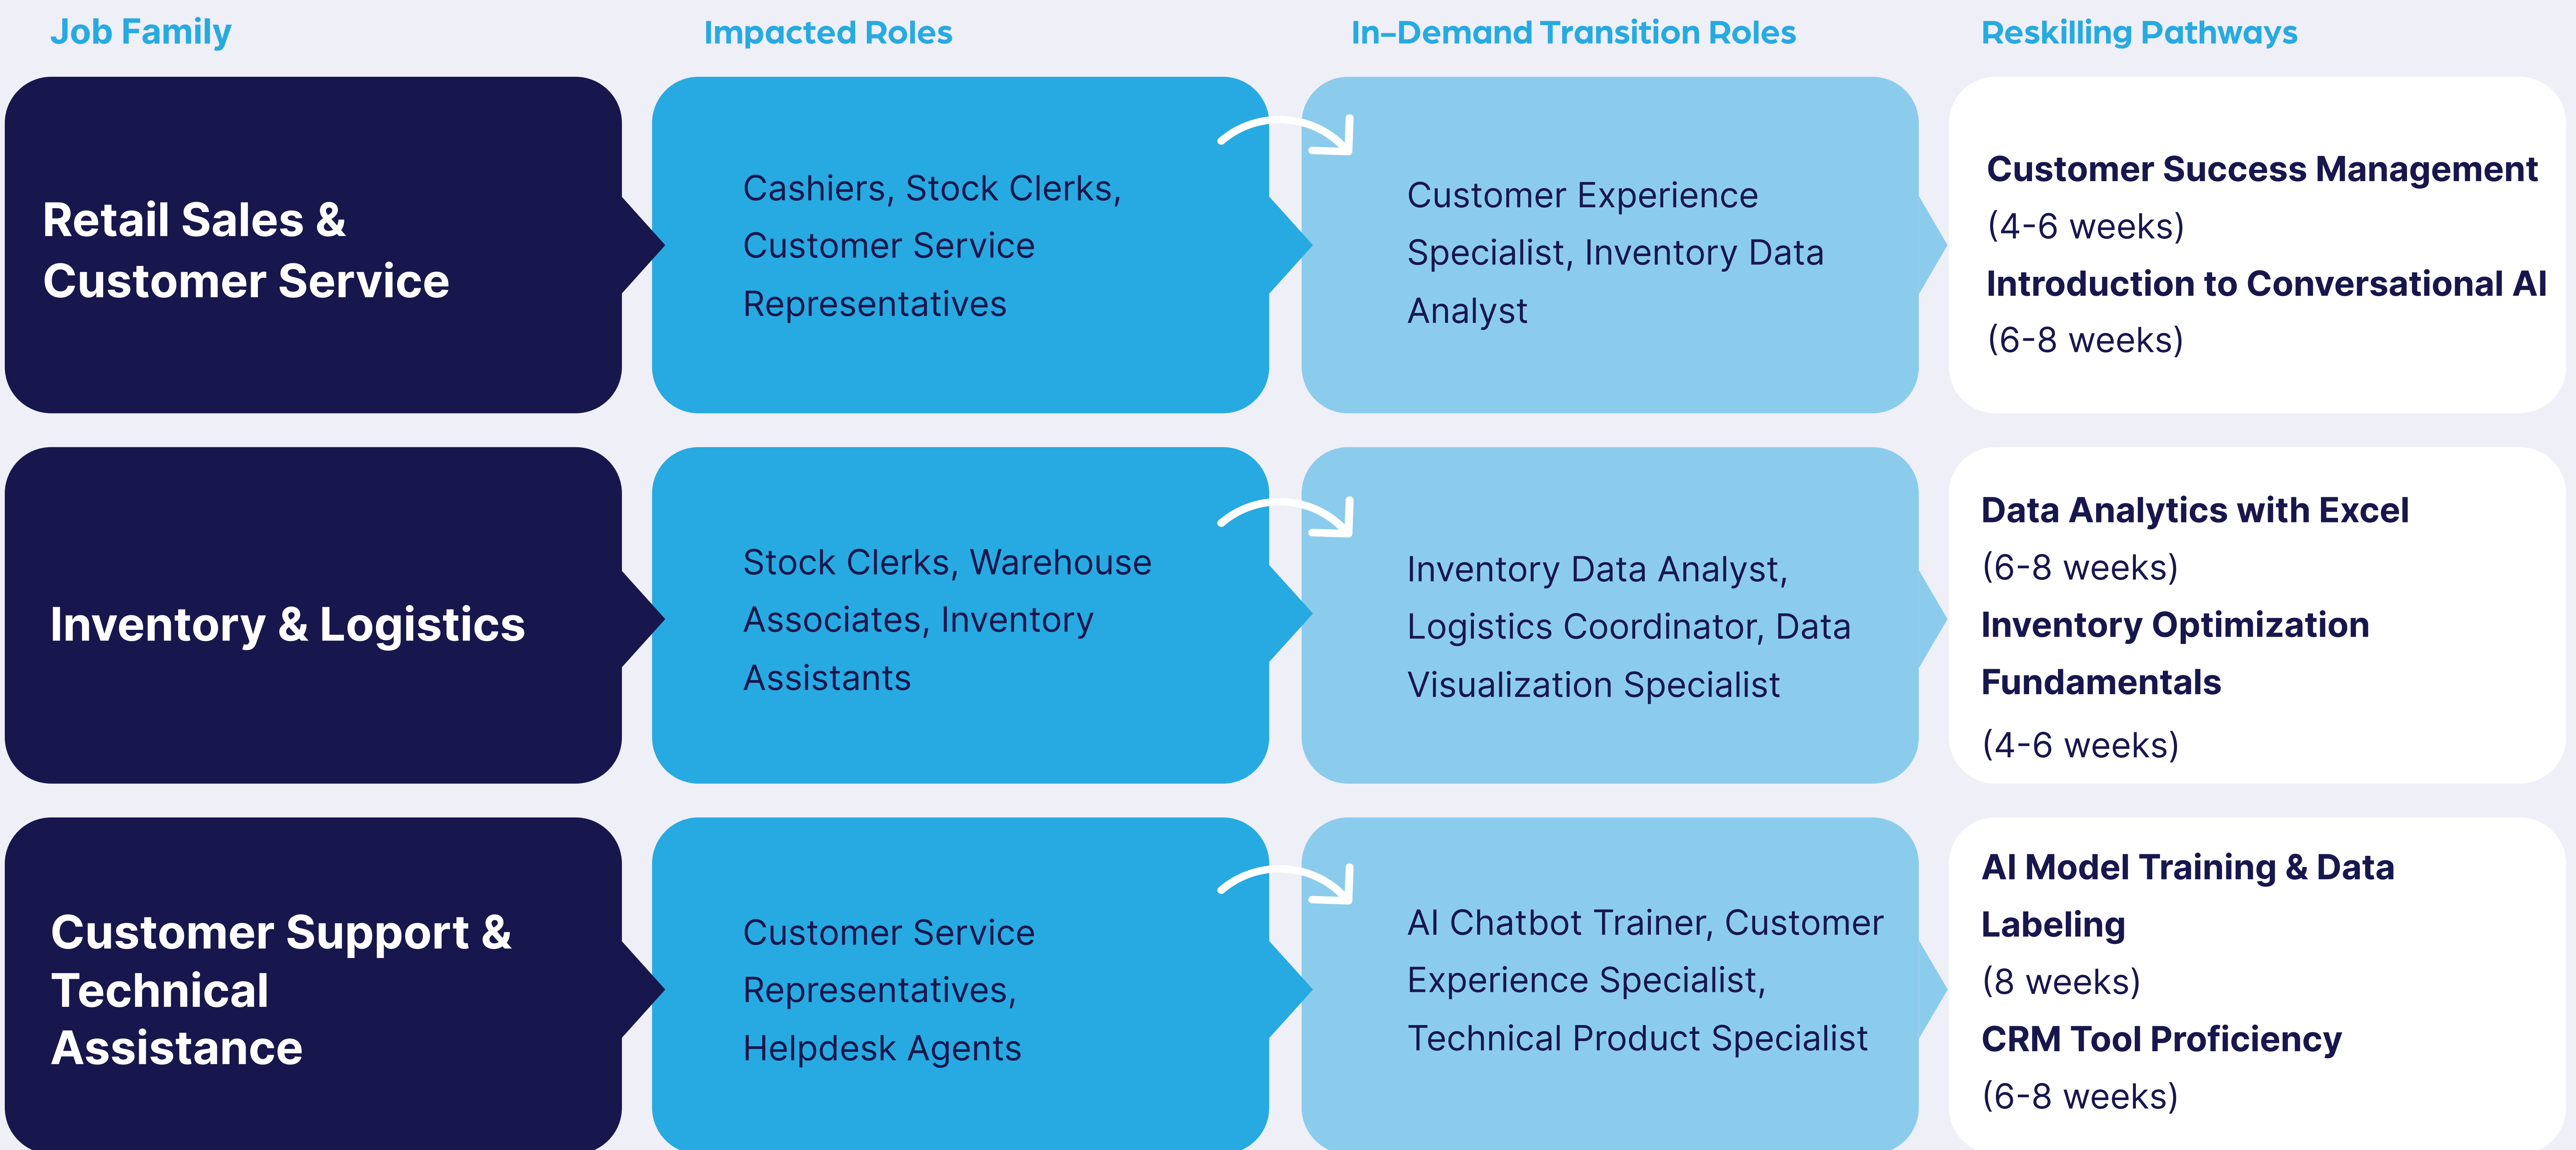 Job Family
Impacted Roles
In-Demand Transition Roles
Reskilling Pathways
Retail Sales &
Customer Service
Cashiers, Stock Clerks,
Customer Service
Representatives
Customer Experience
Specialist, Inventory Data
Analyst
Customer Success Management
(4-6 weeks)
Introduction to Conversational AI
(6-8 weeks)
Inventory & Logistics
Stock Clerks, Warehouse
Associates, Inventory
Assistants
Inventory Data Analyst,
Logistics Coordinator, Data
Visualization Specialist
Data Analytics with Excel
(6-8 weeks)
Inventory Optimization
Fundamentals
(4-6 weeks)
Customer Support &
Technical
Assistance
Customer Service
Representatives,
Helpdesk Agents
AI Chatbot Trainer, Customer
Experience Specialist,
Technical Product Specialist
AI Model Training & Data
Labeling
(8 weeks)
CRM Tool Proficiency
(6-8 weeks)